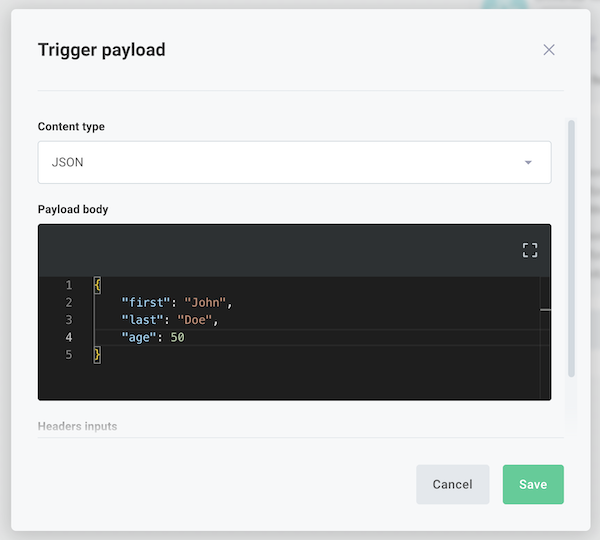 Trigger payload
Content type
JSON
Payload body
1 {
2 "first": "John",
3 "last": "Doe",
4 "age": 50
5 }
Headers inputs
Cancel Save